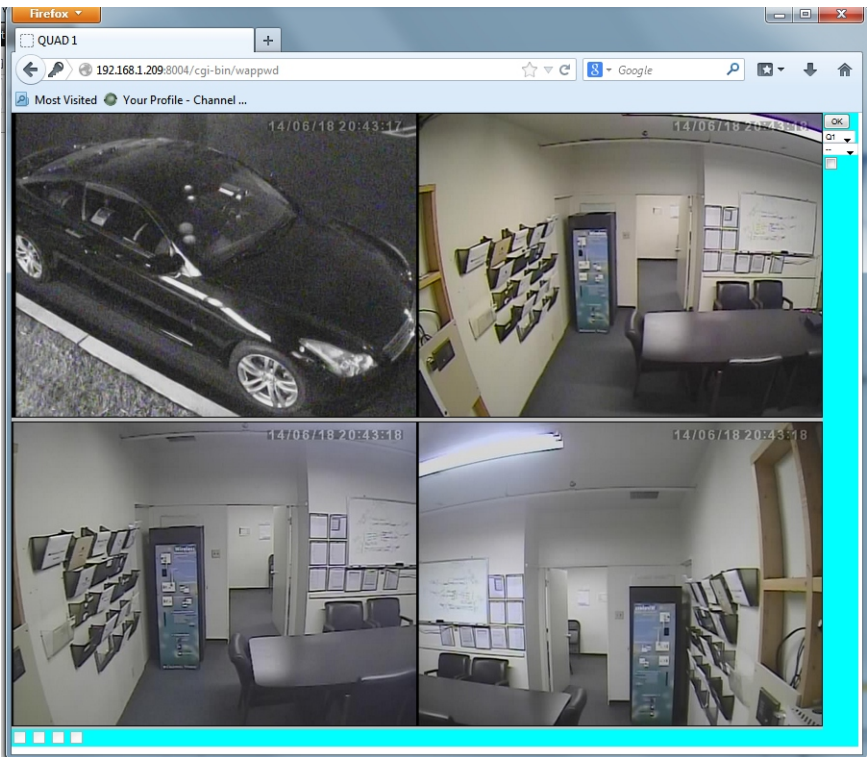 Firefox
QUAD 1
192.168.1.209:8004/cgi-bin/wappwd
Google
Most Visited
Your Profile - Channel ...
14/06/18 20:43:17
14/06/18 20:43:18
OK
Q1
--
14/06/18 20:43:18
14/06/18 20:43:18